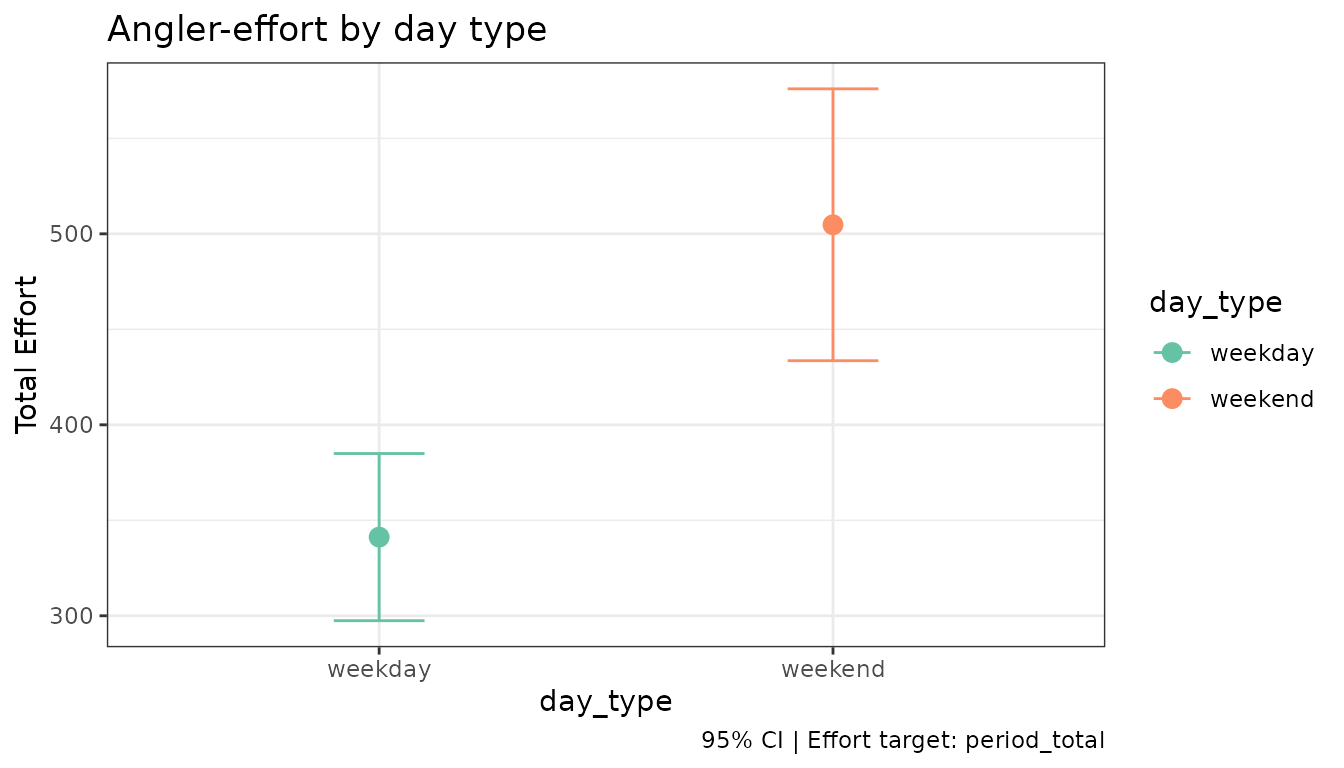 Angler-effort by day type
Total Effort
500
400
300
weekday
weekend
day_type
95% CI | Effort target: period_total
day_type
weekday
weekend